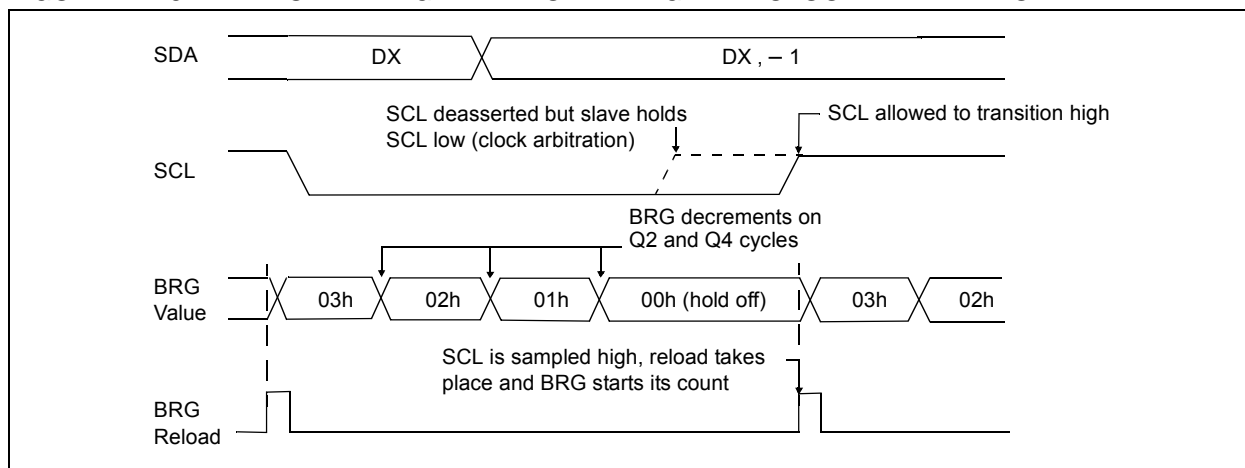 SDA
DX
DX , – 1
SCL deasserted but slave holds
SCL low (clock arbitration)
SCL allowed to transition high
SCL
BRG decrements on
Q2 and Q4 cycles
BRG
Value
03h
02h
01h
00h (hold off)
03h
02h
SCL is sampled high, reload takes
place and BRG starts its count
BRG
Reload